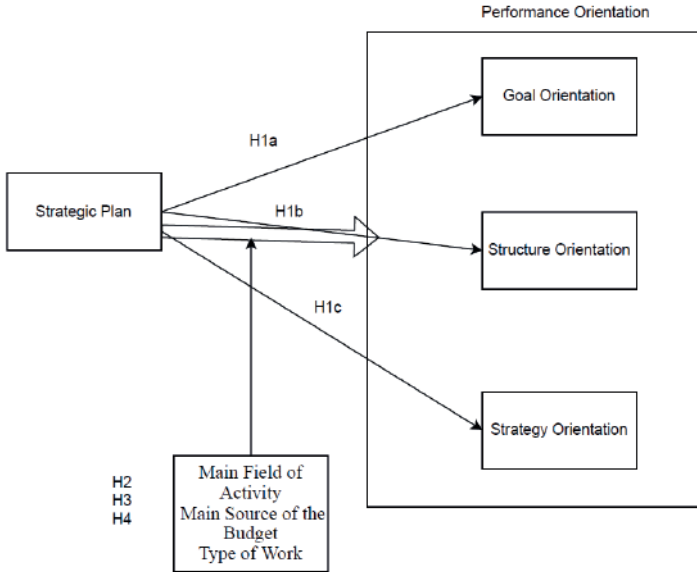 Performance Orientation
Goal Orientation
H1a
Strategic Plan
H1b
Structure Orientation
H1c
Strategy Orientation
H2
H3
H4
Main Field of
Activity
Main Source of the
Budget
Type of Work